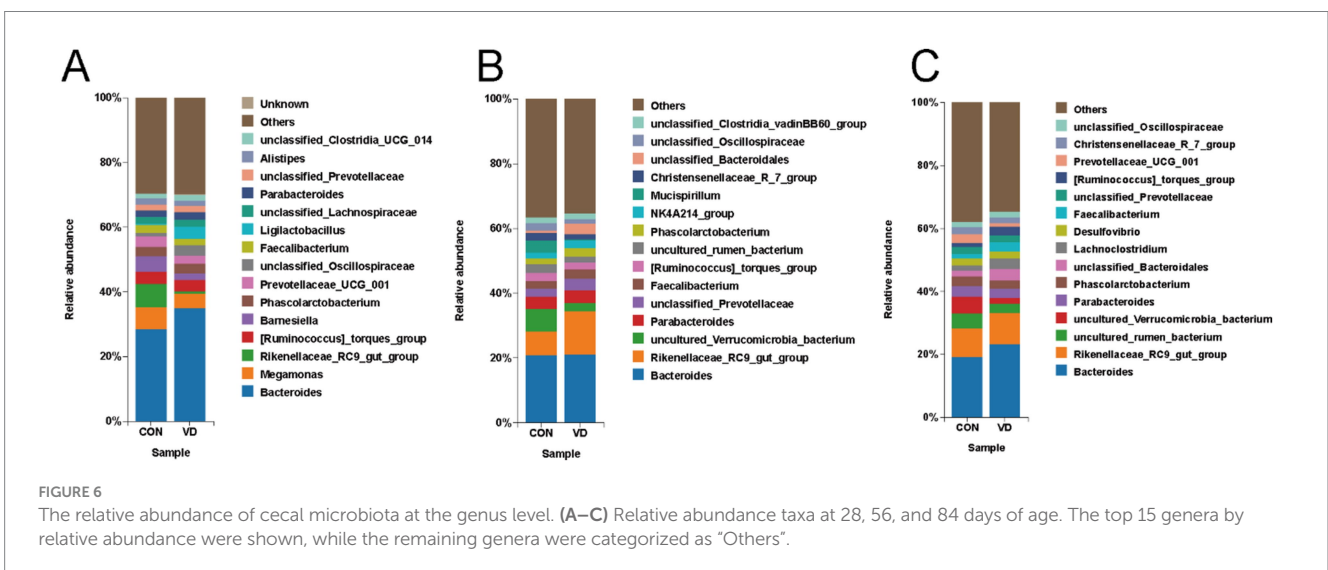 A
100%
80%
60%
40%
20%
0%
Relative abundance
CON
VD
Sample
Unknown
Others
unclassified_Clostridia_UCG_014
Alistipes
unclassified_Prevotellaceae
Parabacteroides
unclassified_Lachnospiraceae
Ligilactobacillus
Faecalibacterium
unclassified_Oscillospiraceae
Prevotellaceae_UCG_001
Phascolarctobacterium
Barnesiella
[Ruminococcus]_torques_group
Rikenellaceae_RC9_gut_group
Megamonas
Bacteroides
B
100%
80%
60%
40%
20%
0%
Relative abundance
CON
VD
Sample
Others
unclassified_Clostridia_vadinBB60_group
unclassified_Oscillospiraceae
unclassified_Bacteroidales
Christensenellaceae_R_7_group
Mucispirillum
NK4A214_group
Phascolarctobacterium
uncultured_rumen_bacterium
[Ruminococcus]_torques_group
Faecalibacterium
unclassified_Prevotellaceae
Parabacteroides
uncultured_Verrucomicrobia_bacterium
Rikenellaceae_RC9_gut_group
Bacteroides
C
100%
80%
60%
40%
20%
0%
Relative abundance
CON
VD
Sample
Others
unclassified_Oscillospiraceae
Christensenellaceae_R_7_group
Prevotellaceae_UCG_001
[Ruminococcus]_torques_group
unclassified_Prevotellaceae
Faecalibacterium
Desulfovibrio
Lachnoclostridium
unclassified_Bacteroidales
Phascolarctobacterium
Parabacteroides
uncultured_Verrucomicrobia_bacterium
uncultured_rumen_bacterium
Rikenellaceae_RC9_gut_group
Bacteroides
FIGURE 6
The relative abundance of cecal microbiota at the genus level. (A–C) Relative abundance taxa at 28, 56, and 84 days of age. The top 15 genera by
relative abundance were shown, while the remaining genera were categorized as “Others”.